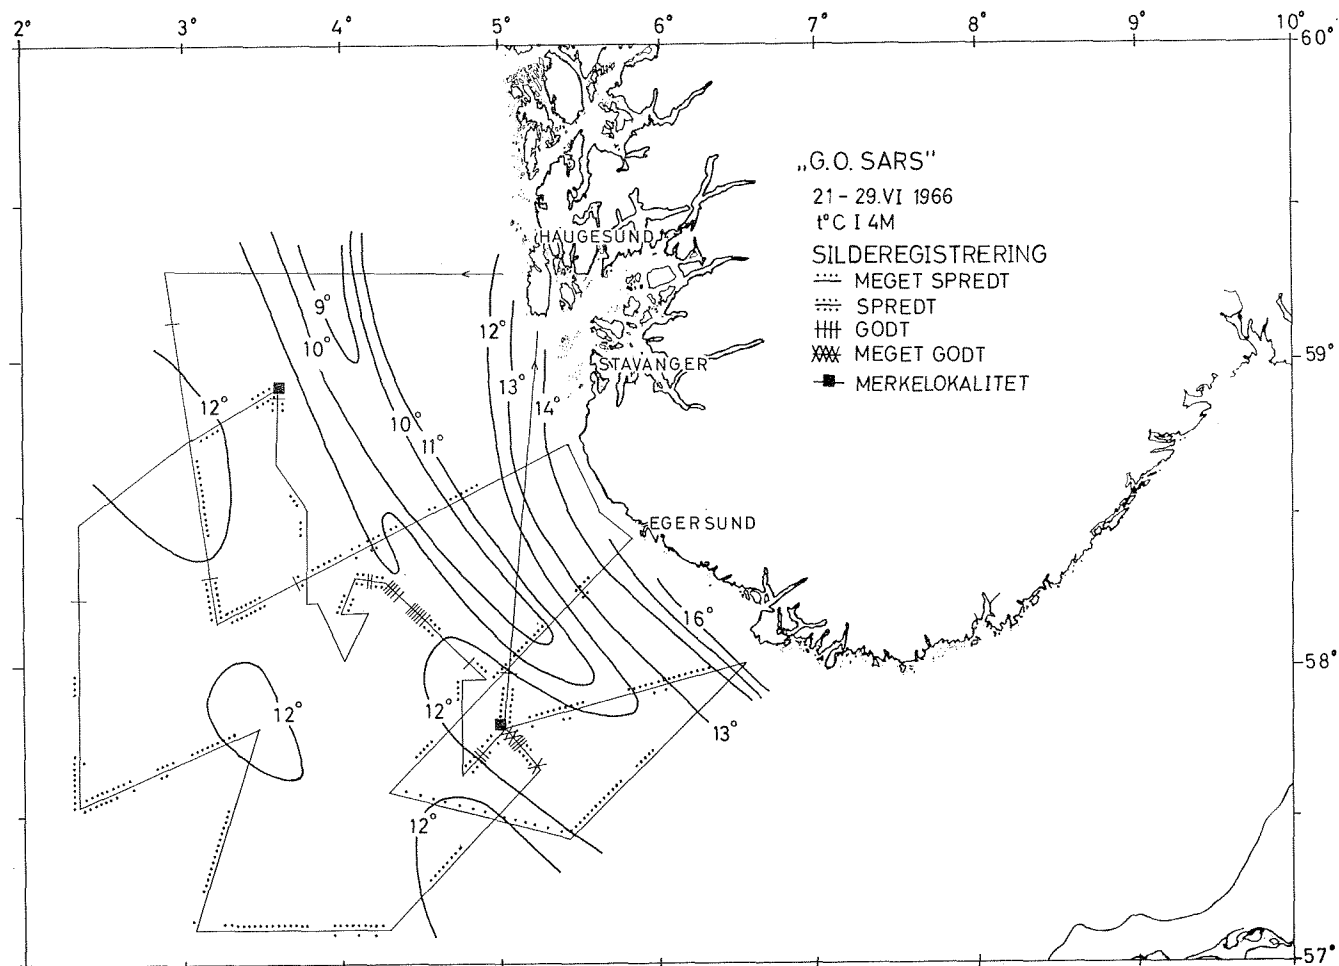 2° 3° 4° 5° 6° 7° 8° 9° 10°
60°
„G.O. SARS"
21 – 29.VI 1966
t°C I 4M
SILDEREGISTRERING
MEGET SPREDT
SPREDT
GODT
MEGET GODT
MERKELOKALITET
HAUGESUND
9°
12°
10°
STAVANGER
59°
13°
12°
14°
10°
11°
EGERSUND
16°
58°
12°
12°
13°
12°
57°